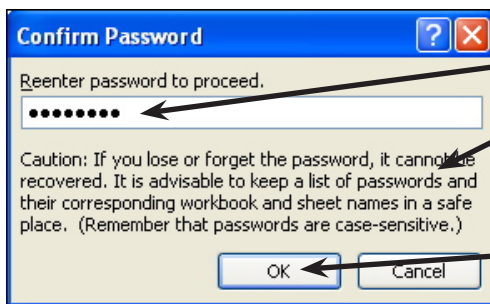 Confirm Password
?
Reenter password to proceed.
••••••••
Caution: If you lose or forget the password, it cannot be
recovered. It is advisable to keep a list of passwords and
their corresponding workbook and sheet names in a safe
place. (Remember that passwords are case-sensitive.)
OK Cancel